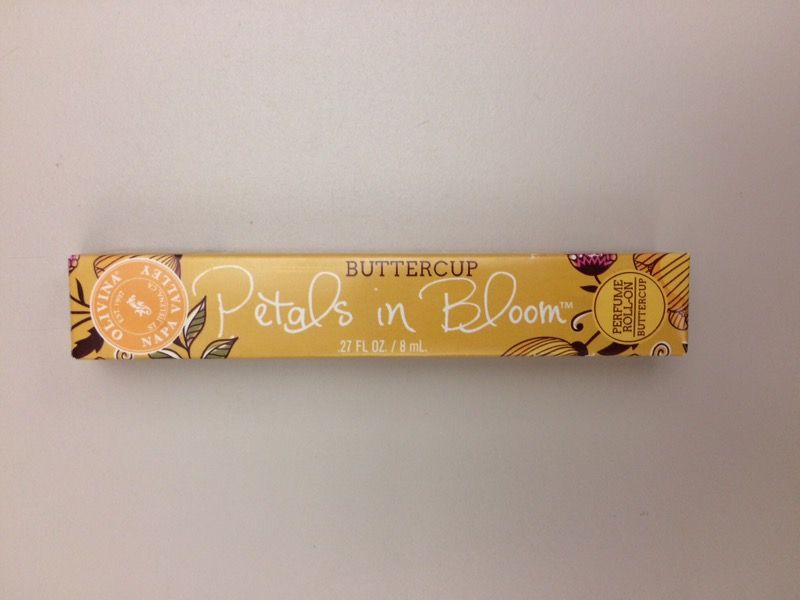 BUTTERCUP
Petals in Bloom™
.27 FL OZ. / 8 mL.
OLIVINA
NAPA VALLEY
PERFUME
ROLL-ON
BUTTERCUP